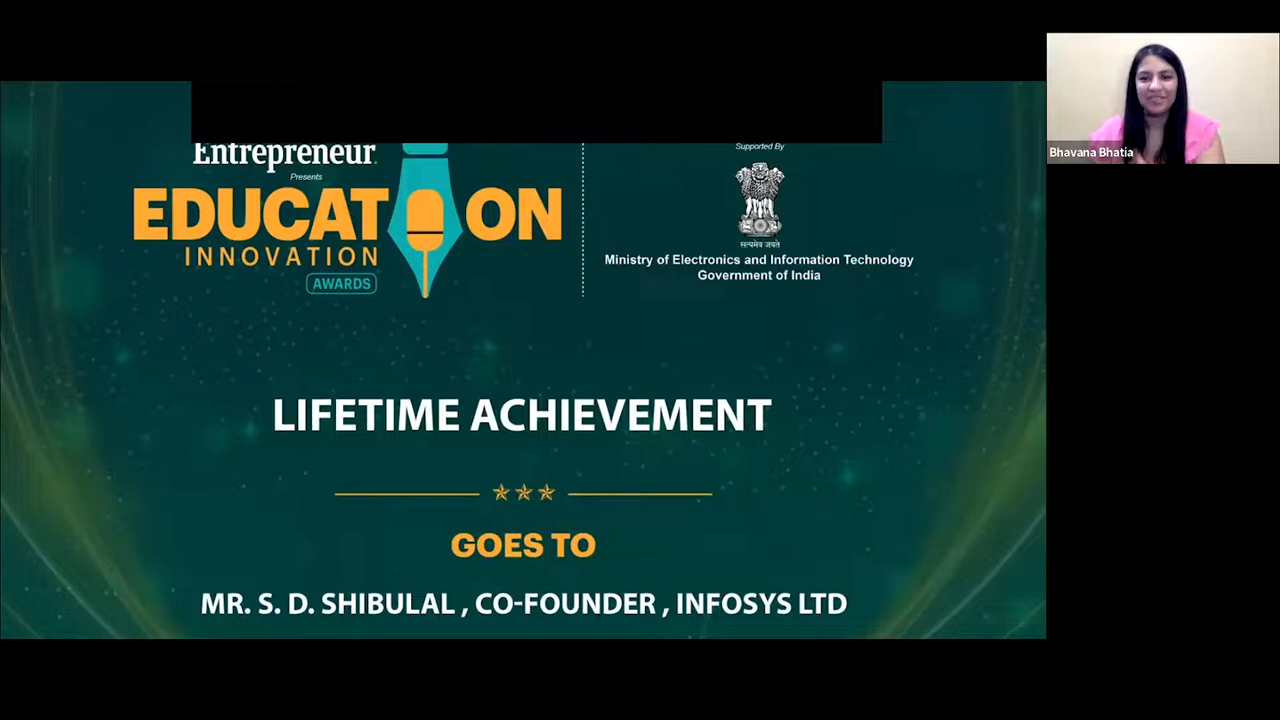 Entrepreneur
Presents
EDUCATION
INNOVATION
AWARDS
Supported By
सत्यमेव जयते
Ministry of Electronics and Information Technology
Government of India
Bhavana Bhatia
LIFETIME ACHIEVEMENT
GOES TO
MR. S. D. SHIBULAL , CO-FOUNDER , INFOSYS LTD